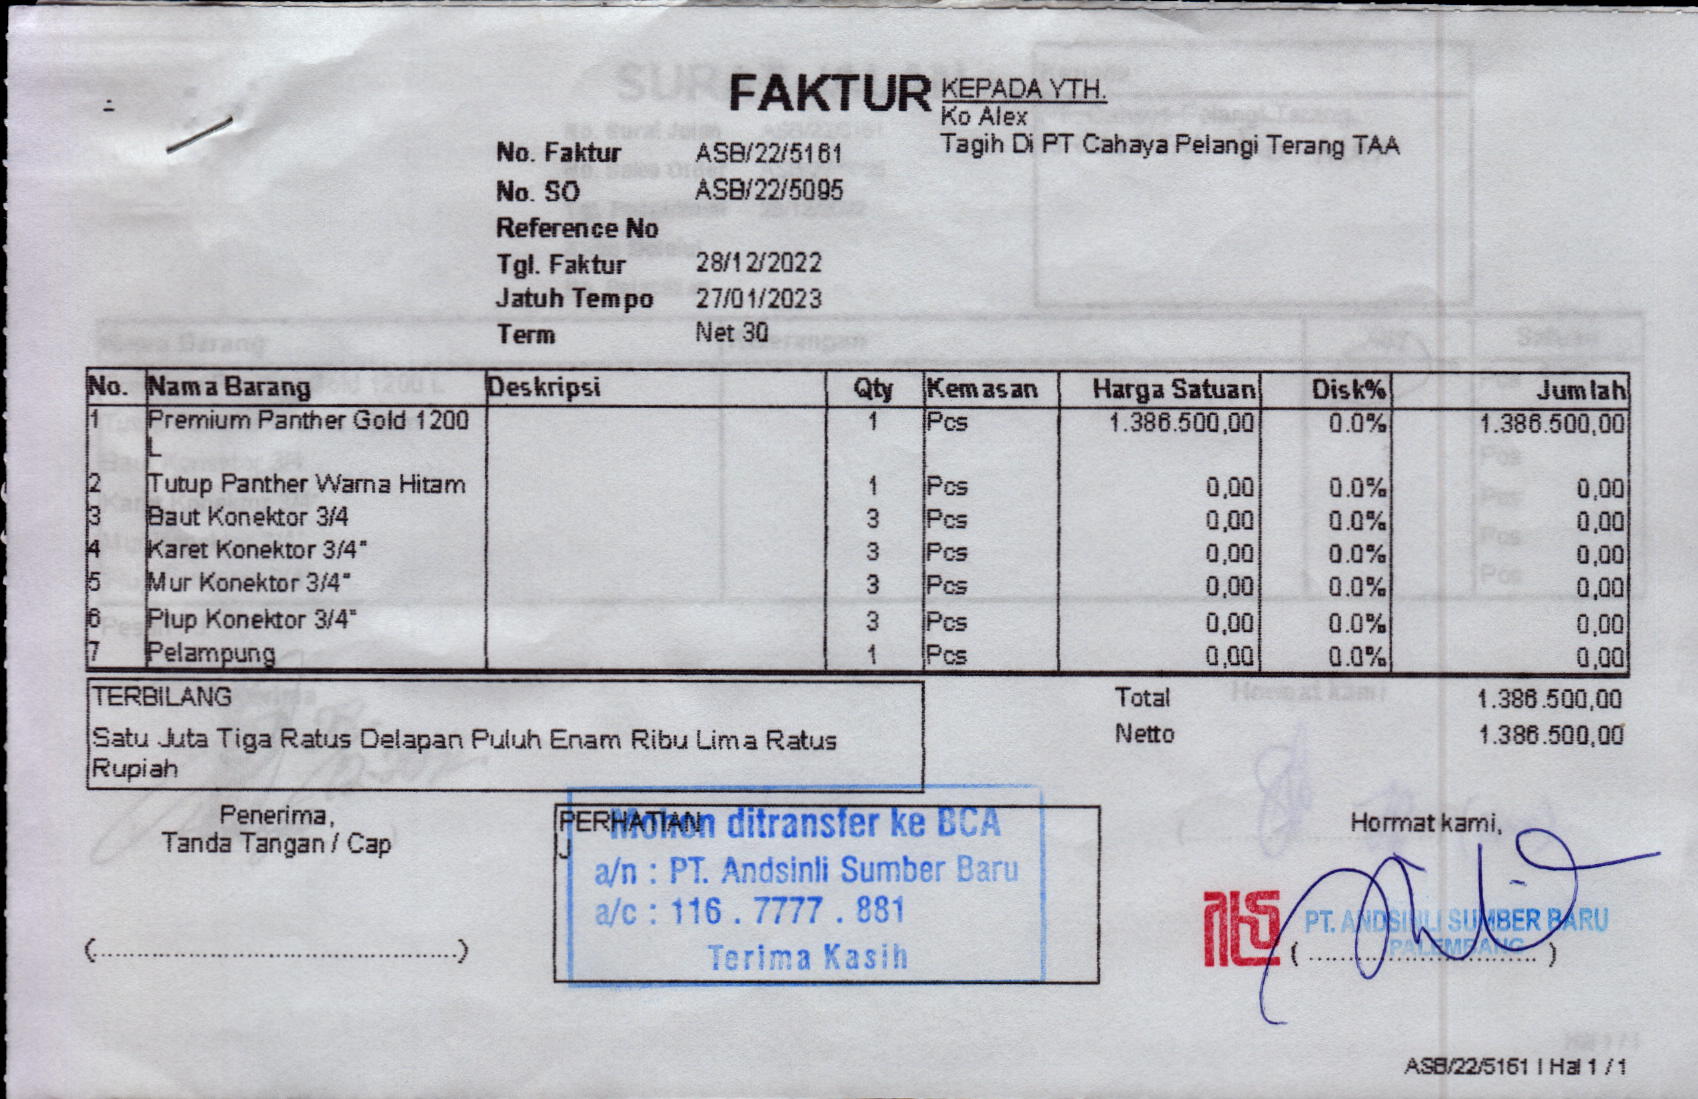 FAKTUR
KEPADA YTH.
Ko Alex
Tagih Di PT Cahaya Pelangi Terang TAA
No. Faktur ASB/22/5161
No. SO ASB/22/5095
Reference No
Tgl. Faktur 28/12/2022
Jatuh Tempo 27/01/2023
Term Net 30
No. Nama Barang Deskripsi Qty Kemasan Harga Satuan Disk% Jumlah
1 Premium Panther Gold 1200 1 Pcs 1.386.500,00 0.0% 1.386.500,00
L
2 Tutup Panther Warna Hitam 1 Pcs 0,00 0.0% 0,00
3 Baut Konektor 3/4 3 Pcs 0,00 0.0% 0,00
4 Karet Konektor 3/4" 3 Pcs 0,00 0.0% 0,00
5 Mur Konektor 3/4" 3 Pcs 0,00 0.0% 0,00
6 Plup Konektor 3/4" 3 Pcs 0,00 0.0% 0,00
7 Pelampung 1 Pcs 0,00 0.0% 0,00
TERBILANG
Satu Juta Tiga Ratus Delapan Puluh Enam Ribu Lima Ratus
Rupiah
Total 1.386.500,00
Netto 1.386.500,00
Penerima,
Tanda Tangan / Cap
(..............................................)
PERHATIAN
J
Mohon ditransfer ke BCA
a/n : PT. Andsinli Sumber Baru
a/c : 116 . 7777 . 881
Terima Kasih
Hormat kami,
PT. ANDSINLI SUMBER BARU
PALEMBANG
( ............................. )
ASB/22/5161 | Hal 1 / 1